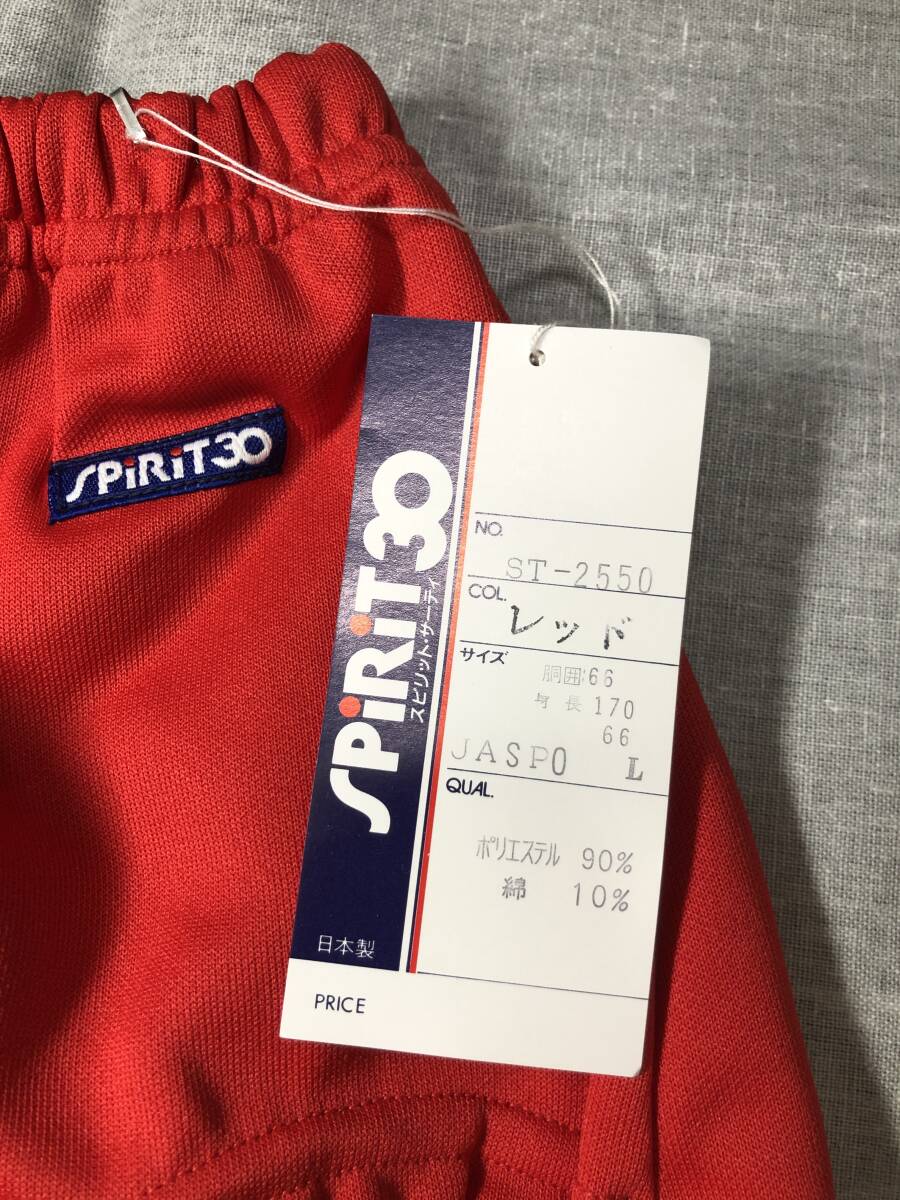 SPiRiT30
SPiRiT30
スピリット・サーティ
日本製
NO.
ST-2550
COL.
レッド
サイズ
胴囲:66
身長 170
66
JASPO L
QUAL.
ポリエステル 90%
綿 10%
PRICE